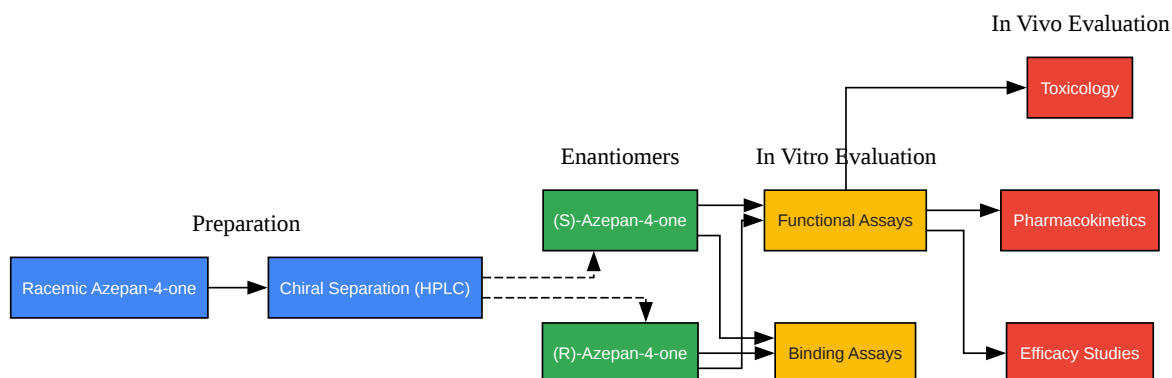 In Vivo Evaluation
Toxicology
Enantiomers
In Vitro Evaluation
Preparation
(S)-Azepan-4-one
Functional Assays
Pharmacokinetics
Racemic Azepan-4-one
Chiral Separation (HPLC)
(R)-Azepan-4-one
Binding Assays
Efficacy Studies